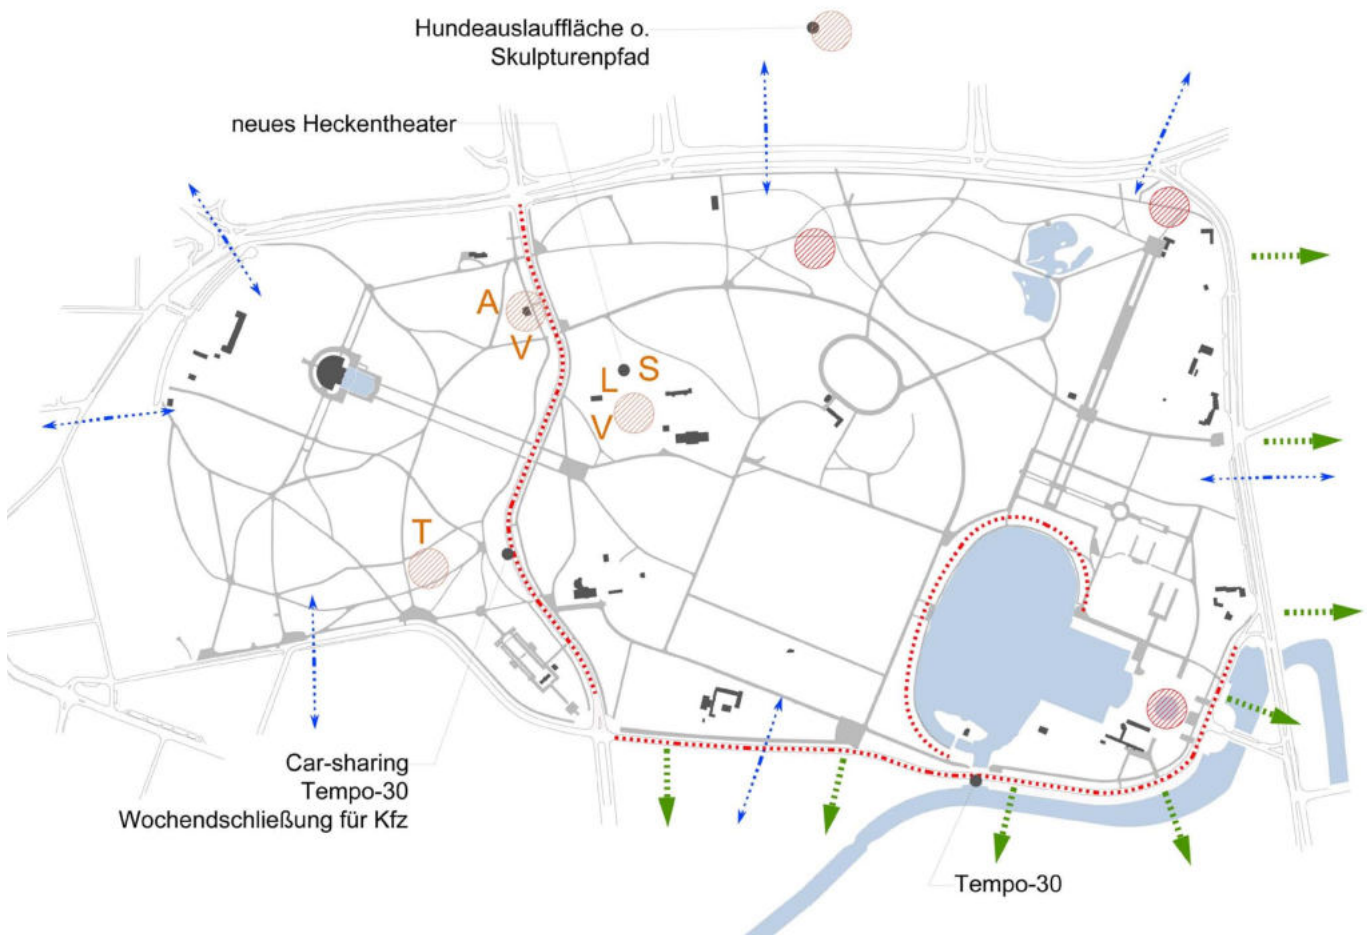 Hundeauslauffläche o.
Skulpturenpfad
neues Heckentheater
A
V
L S
V
T
Car-sharing
Tempo-30
Wochendschließung für Kfz
Tempo-30